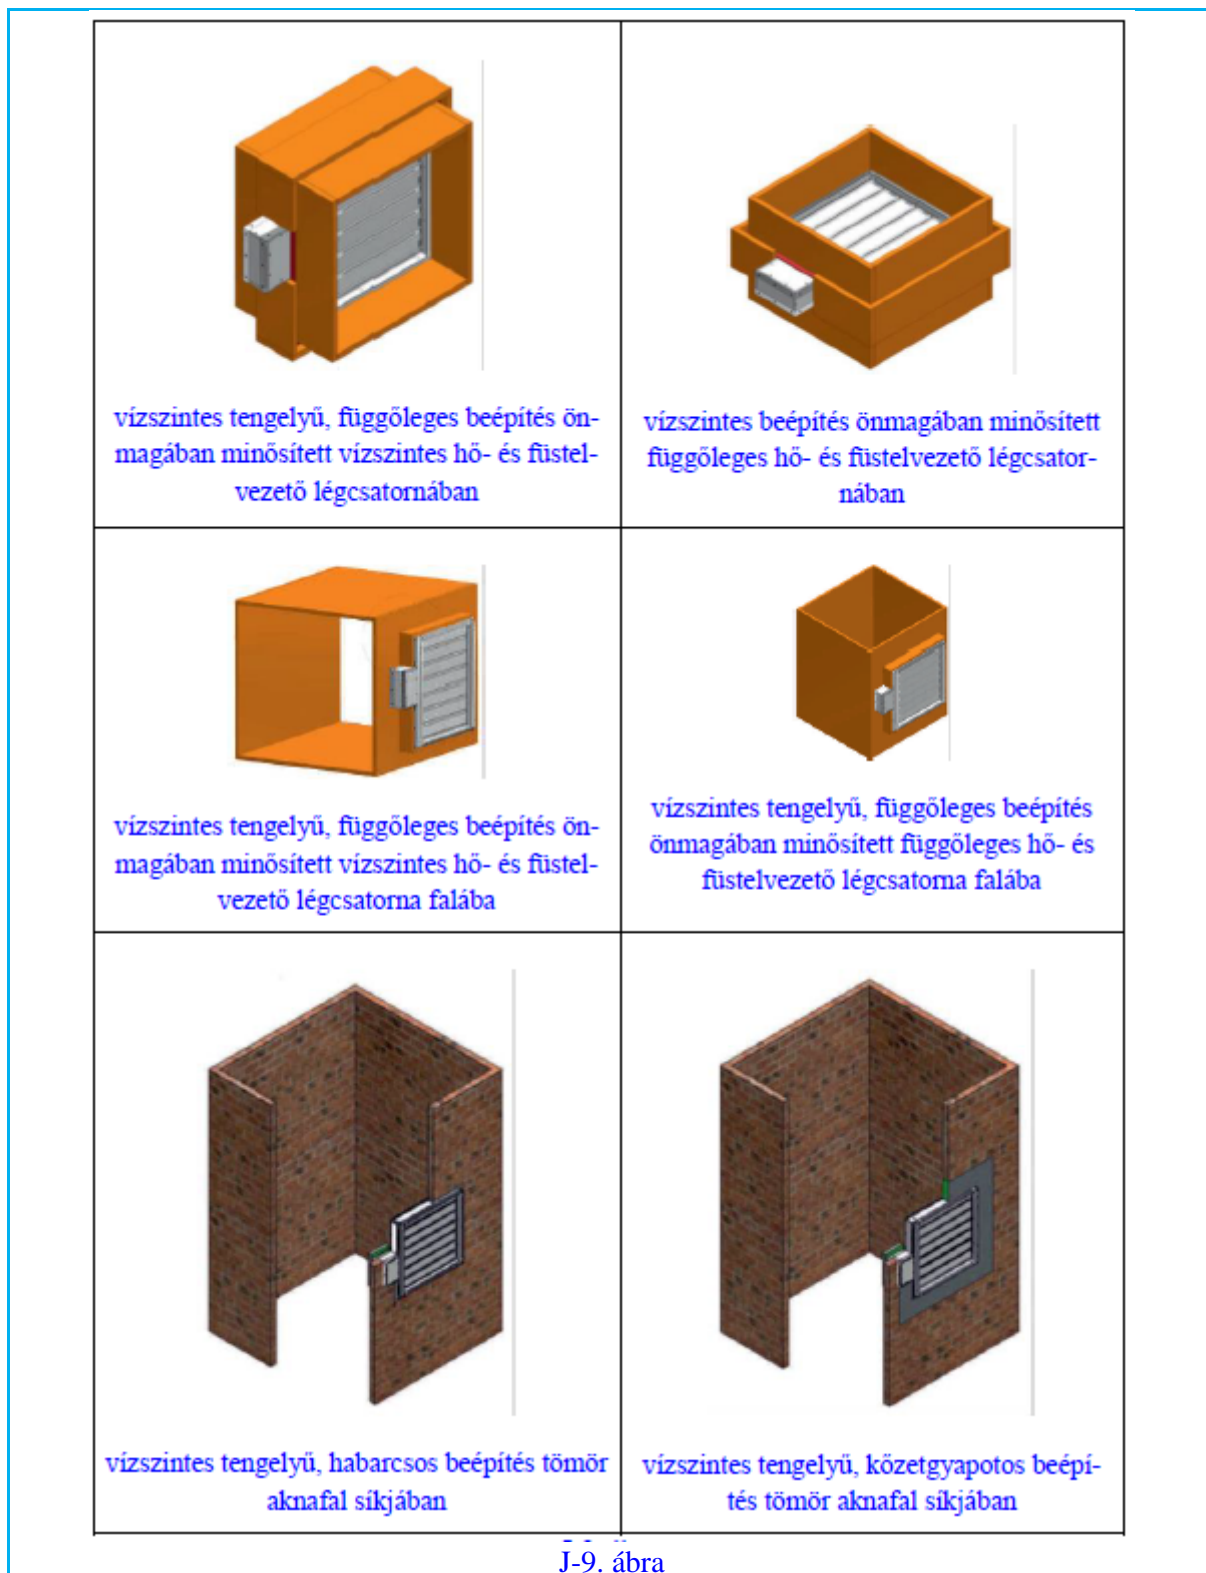 vízszintes tengelyű, függőleges beépítés ön-
magában minősített vízszintes hő- és füstel-
vezető légcsatornában
vízszintes beépítés önmagában minősített
függőleges hő- és füstelvezető légcsator-
nában
vízszintes tengelyű, függőleges beépítés ön-
magában minősített vízszintes hő- és füstel-
vezető légcsatorna falába
vízszintes tengelyű, függőleges beépítés
önmagában minősített függőleges hő- és
füstelvezető légcsatorna falába
vízszintes tengelyű, habarcsos beépítés tömör
aknafal síkjában
vízszintes tengelyű, kőzetgyapotos beépí-
tés tömör aknafal síkjában
J-9. ábra